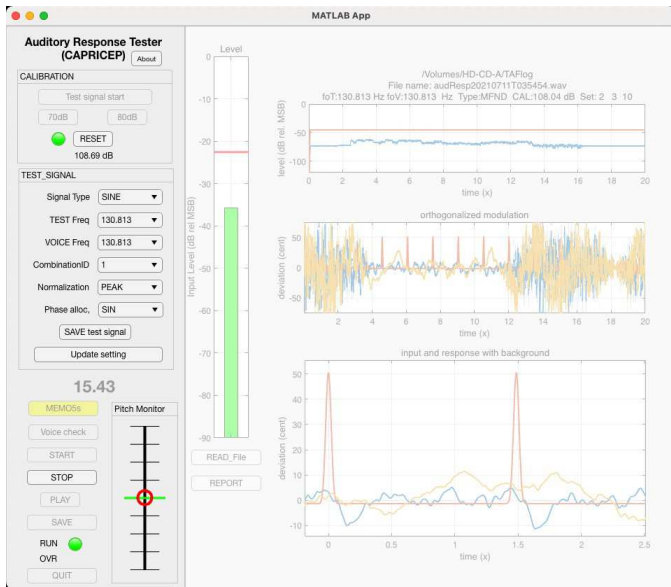 MATLAB App
Auditory Response Tester
(CAPRICEP)
About
CALIBRATION
Test signal start
70dB
80dB
RESET
108.69 dB
TEST_SIGNAL
Signal Type
SINE
TEST Freq
130.813
VOICE Freq
130.813
CombinationID
1
Normalization
PEAK
Phase alloc,
SIN
SAVE test signal
Update setting
15.43
MEMO5s
Voice check
START
STOP
PLAY
SAVE
RUN
OVR
QUIT
Pitch Monitor
Level
Input Level (dB rel MSB)
0
-10
-20
-30
-40
-50
-60
-70
-80
-90
READ_File
REPORT
/Volumes/HD-CD-A/TAFlog
File name: audResp20210711T035454.wav
foT:130.813 Hz foV:130.813 Hz Type:MFND CAL:108.04 dB Set: 2 3 10
level (dB rel. MSB)
0
-50
-100
0 2 4 6 8 10 12 14 16 18 20
time (x)
orthogonalized modulation
deviation (cent)
50
0
-50
2 4 6 8 10 12 14 16 18 20
time (x)
input and response with background
deviation (cent)
50
40
30
20
10
0
-10
0 0.5 1 1.5 2 2.5
time (x)